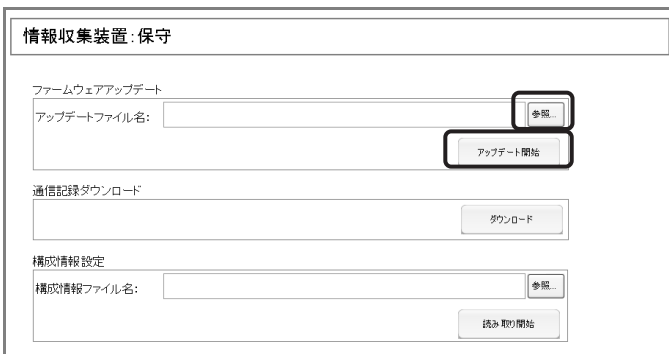 情報収集装置：保守
ファームウェアアップデート
アップデートファイル名：
参照...
アップデート開始
通信記録ダウンロード
ダウンロード
構成情報設定
構成情報ファイル名：
参照...
読み取り開始